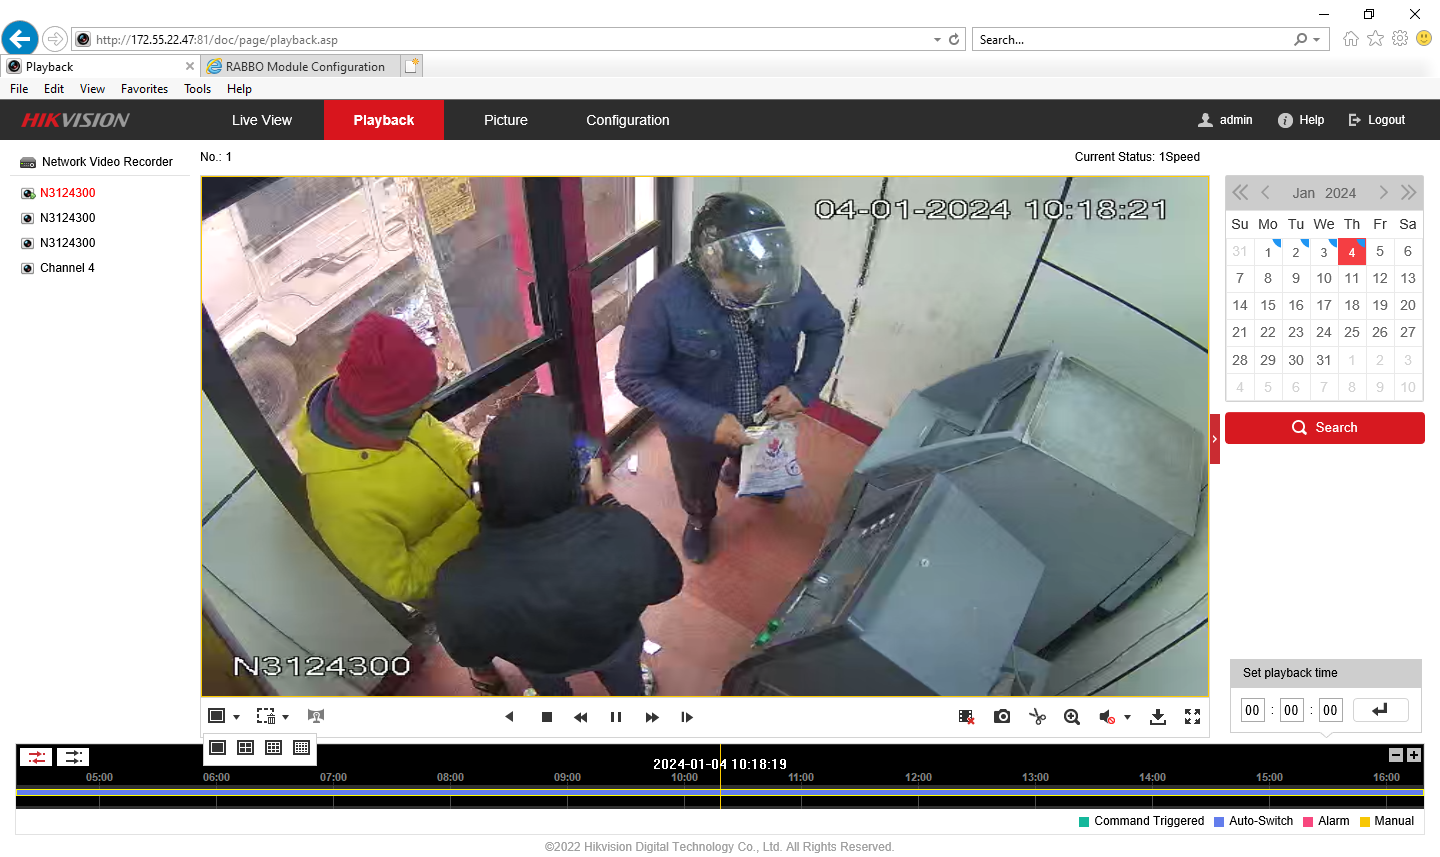 http://172.55.22.47:81/doc/page/playback.asp
Search...
Playback
RABBO Module Configuration
File Edit View Favorites Tools Help
HIKVISION
Live View Playback Picture Configuration
admin Help Logout
Network Video Recorder
No.: 1
Current Status: 1Speed
N3124300
N3124300
N3124300
Channel 4
04-01-2024 10:18:21
N3124300
Jan 2024
Su Mo Tu We Th Fr Sa
31 1 2 3 4 5 6
7 8 9 10 11 12 13
14 15 16 17 18 19 20
21 22 23 24 25 26 27
28 29 30 31 1 2 3
4 5 6 7 8 9 10
Search
Set playback time
00 : 00 : 00
2024-01-04 10:18:19
05:00 06:00 07:00 08:00 09:00 10:00 11:00 12:00 13:00 14:00 15:00 16:00
Command Triggered Auto-Switch Alarm Manual
©2022 Hikvision Digital Technology Co., Ltd. All Rights Reserved.